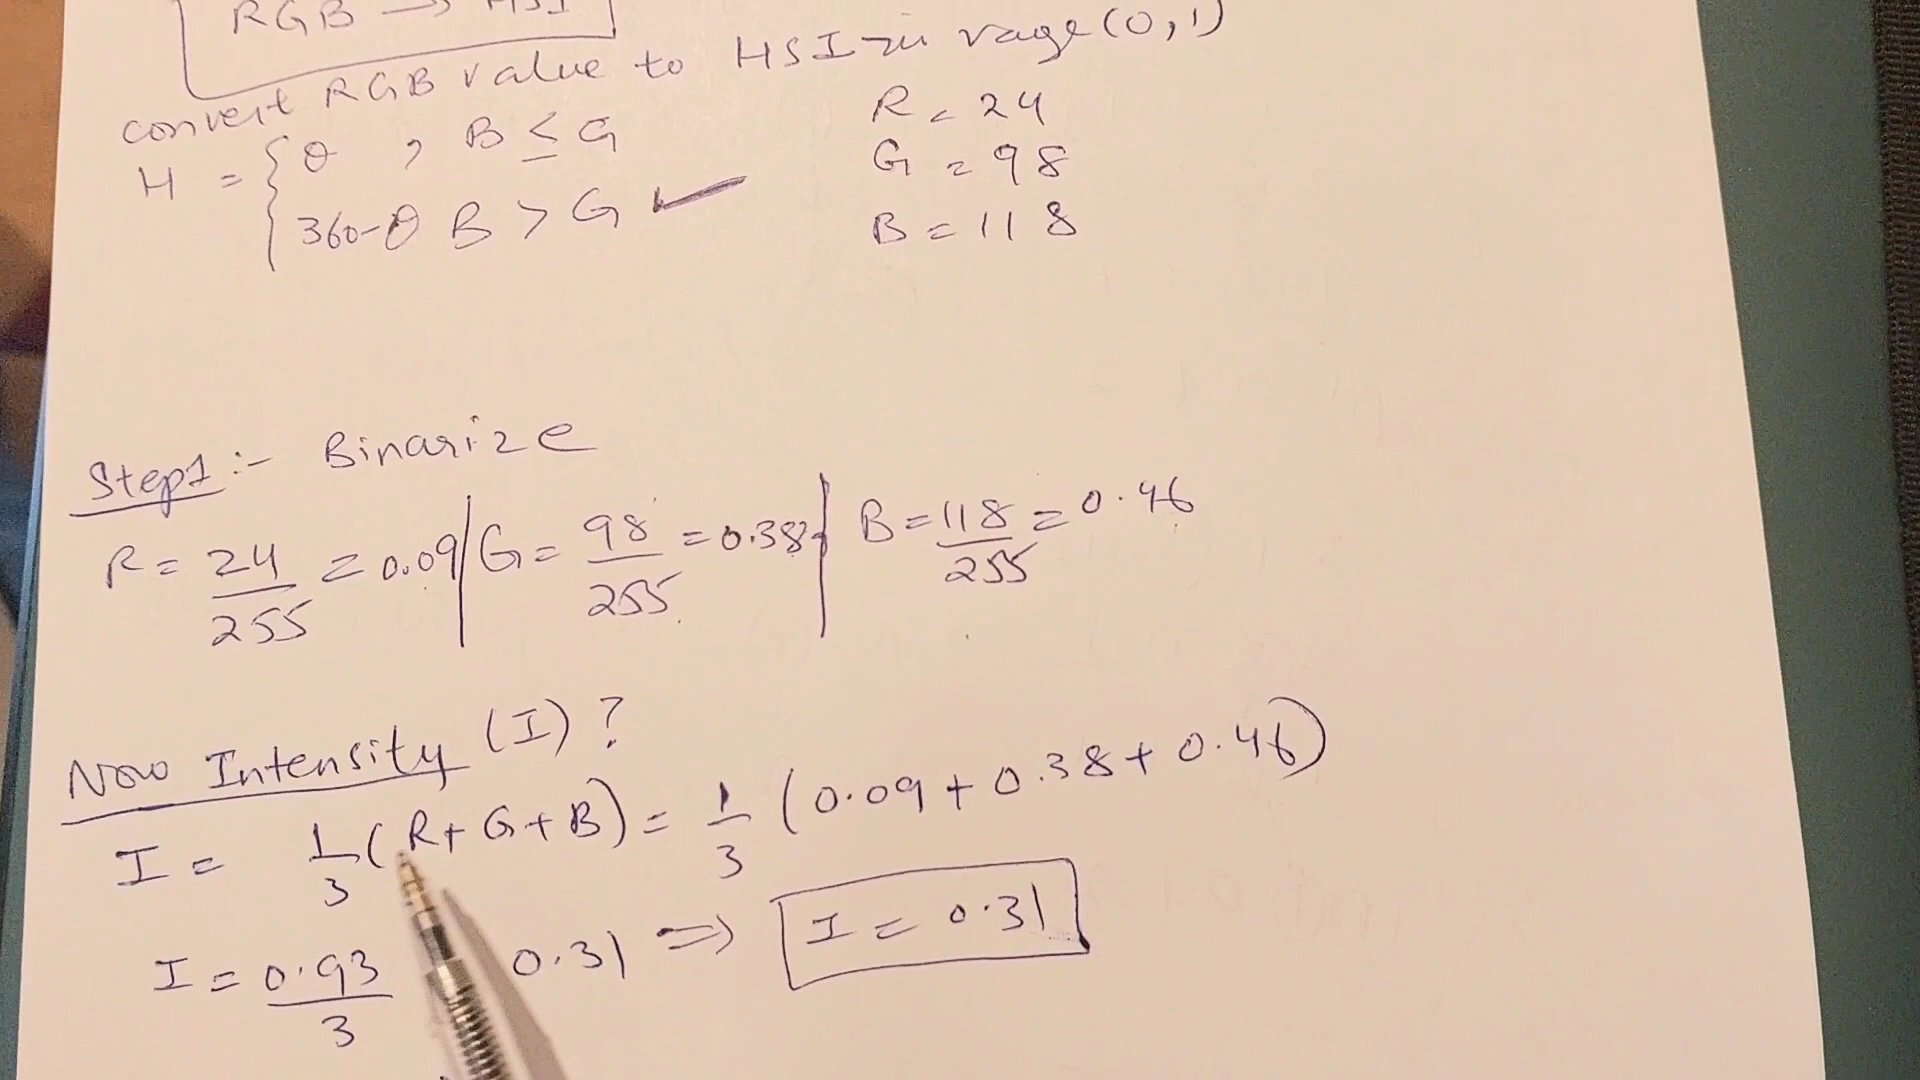 RGB → HSI
convert RGB value to HSI in rage (0,1)
H = { θ , B ≤ G
360-θ B > G ✓
R = 24
G = 98
B = 118
Step1 :- Binarize
R = 24/255 = 0.09 | G = 98/255 = 0.38 | B = 118/255 = 0.46
Now Intensity (I) ?
I = 1/3 (R+G+B) = 1/3 (0.09 + 0.38 + 0.46)
I = 0.93/3 0.31 ⇒ I = 0.31